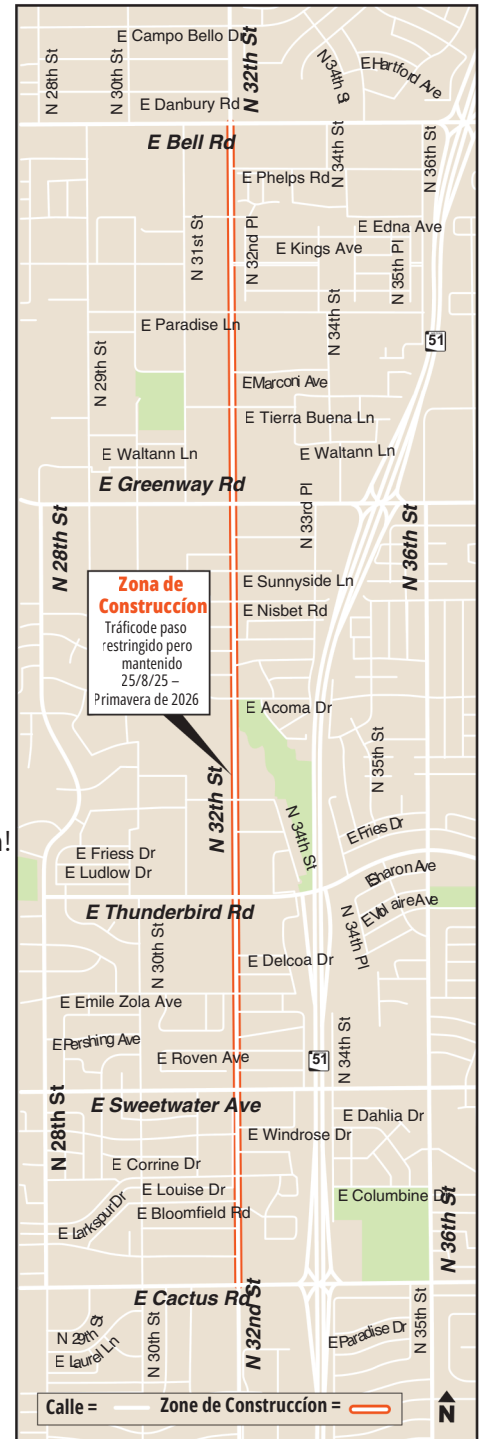 E Campo Bello Dr
N 32th St
N 34th S
E Hartford Ave
N 28th St
N 30th St
E Danbury Rd
E Bell Rd
N 34th St
N 36th St
E Phelps Rd
N 31st St
N 32nd Pl
E Edna Ave
E Kings Ave
N 35th Pl
E Paradise Ln
N 34th St
51
N 29th St
E Marconi Ave
E Tierra Buena Ln
E Waltann Ln
E Waltann Ln
E Greenway Rd
N 33rd Pl
N 28th St
N 36th St
Zona de
Construccíon
Tráficode paso
restringido pero
mantenido
25/8/25 –
Primavera de 2026
E Sunnyside Ln
E Nisbet Rd
E Acoma Dr
N 35th St
N 32th St
N 34th St
E Fries Dr
!
E Friess Dr
E Ludlow Dr
E Sharon Ave
E Thunderbird Rd
N 34th Pl
N 30th St
E Delcoa Dr
E Emile Zola Ave
E Pershing Ave
E Roven Ave
51
N 34th St
E Sweetwater Ave
E Dahlia Dr
N 28th St
E Windrose Dr
E Corrine Dr
E Louise Dr
E Columbine D
E Larkspur Dr
E Bloomfield Rd
N 36th St
E Cactus Rd
N 32nd St
N 29th St
E Laurel Ln
N 30th St
E Paradise Dr
N 35th St
Calle =
Zone de Construccíon =
N